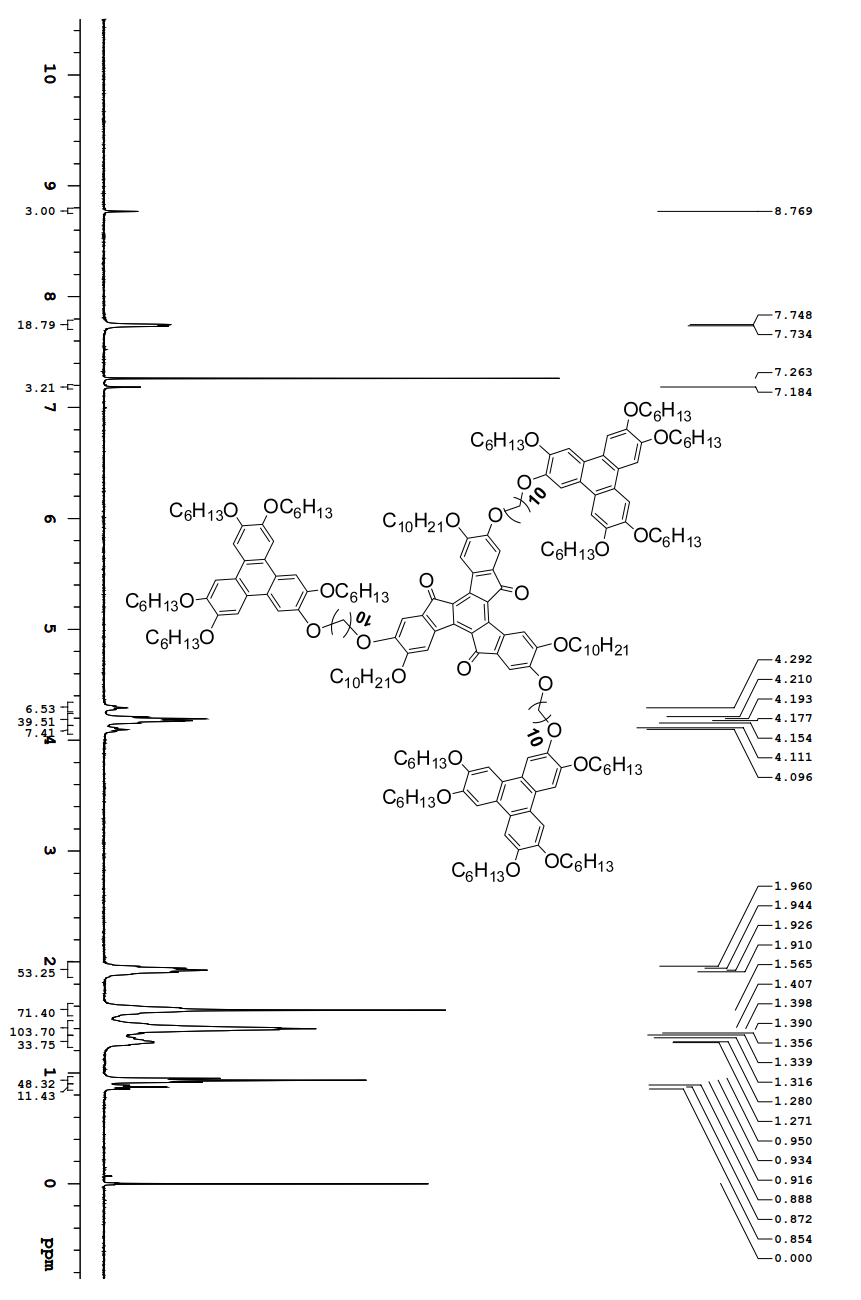 10
9
8
7
6
5
4
3
2
1
0
ppm
3.00
18.79
3.21
6.53
39.51
7.41
53.25
71.40
103.70
33.75
48.32
11.43
8.769
7.748
7.734
7.263
7.184
4.292
4.210
4.193
4.177
4.154
4.111
4.096
1.960
1.944
1.926
1.910
1.565
1.407
1.398
1.390
1.356
1.339
1.316
1.280
1.271
0.950
0.934
0.916
0.888
0.872
0.854
0.000
OC6H13
C6H13O
OC6H13
O
10
C6H13O
OC6H13
C10H21O
O
C6H13O
OC6H13
C6H13O
OC6H13
C6H13O
O
10
O
O
O
O
C10H21O
OC10H21
O
10
O
C6H13O
OC6H13
C6H13O
C6H13O
OC6H13